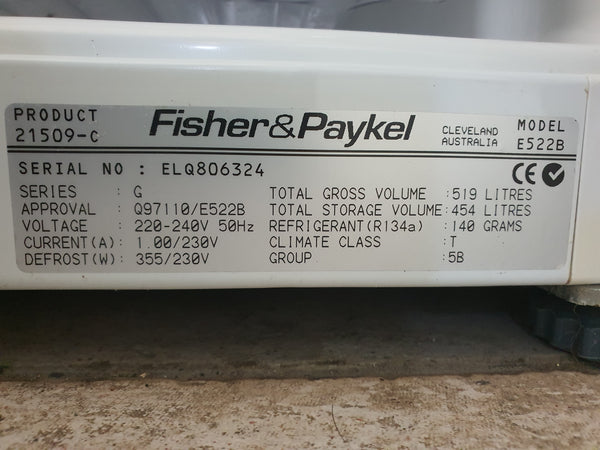 PRODUCT
21509-C
Fisher&Paykel
CLEVELAND
AUSTRALIA
MODEL
E522B
SERIAL NO : ELQ806324
CE
SERIES : G
APPROVAL : Q97110/E522B
VOLTAGE : 220-240V 50Hz
CURRENT(A): 1.00/230V
DEFROST(W): 355/230V
TOTAL GROSS VOLUME :519 LITRES
TOTAL STORAGE VOLUME :454 LITRES
REFRIGERANT(R134a) :140 GRAMS
CLIMATE CLASS :T
GROUP :5B